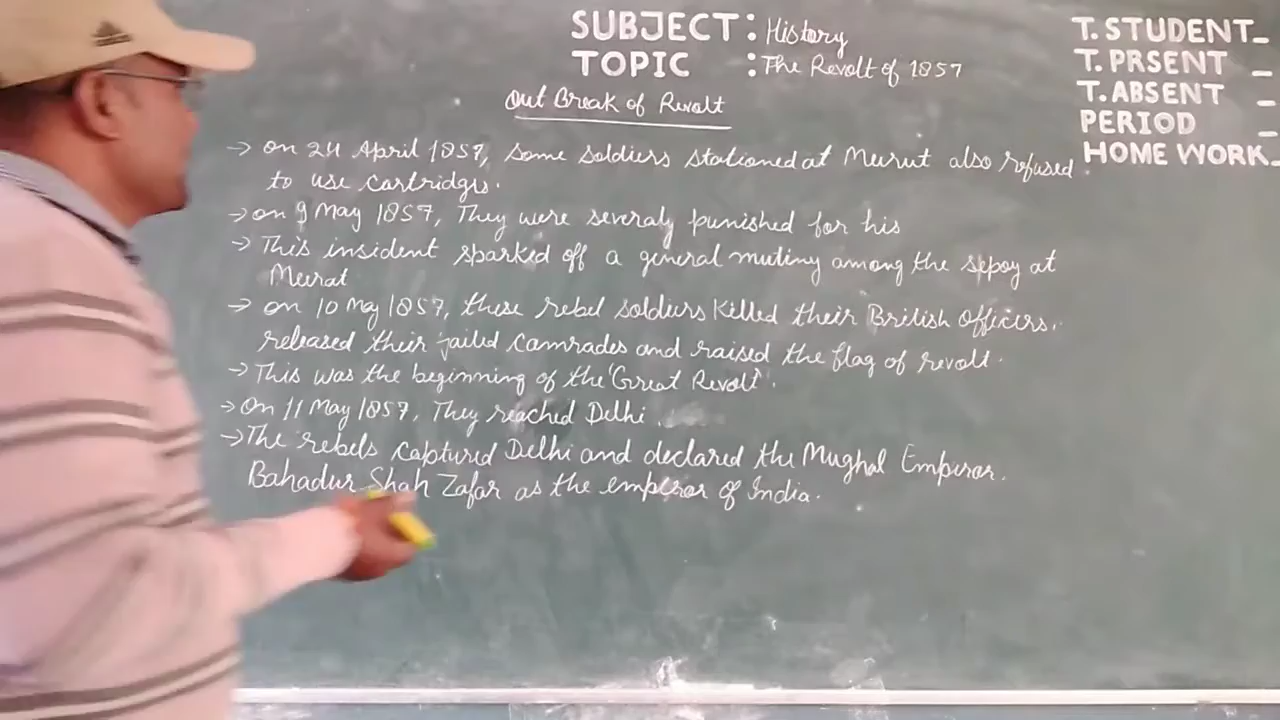 SUBJECT: History
TOPIC : The Revolt of 1857
Out Break of Revolt
T. STUDENT_
T. PRSENT _
T. ABSENT _
PERIOD _
HOME WORK_
→ On 24 April 1857, some soldiers stationed at Meerut also refused
to use cartridges.
→ on 9 May 1857, They were severaly punished for his
→ This insident sparked off a general mutiny among the sepoy at
Meerat
→ on 10 May 1857, these rebel soldiers killed their British officers,
released their jailed camrades and raised the flag of revolt.
→ This was the beginning of the 'Great Revolt'.
→ On 11 May 1857, They reached Delhi.
→ The rebels captured Delhi and declared the Mughal Emperor.
Bahadur Shah Zafar as the emperor of India.